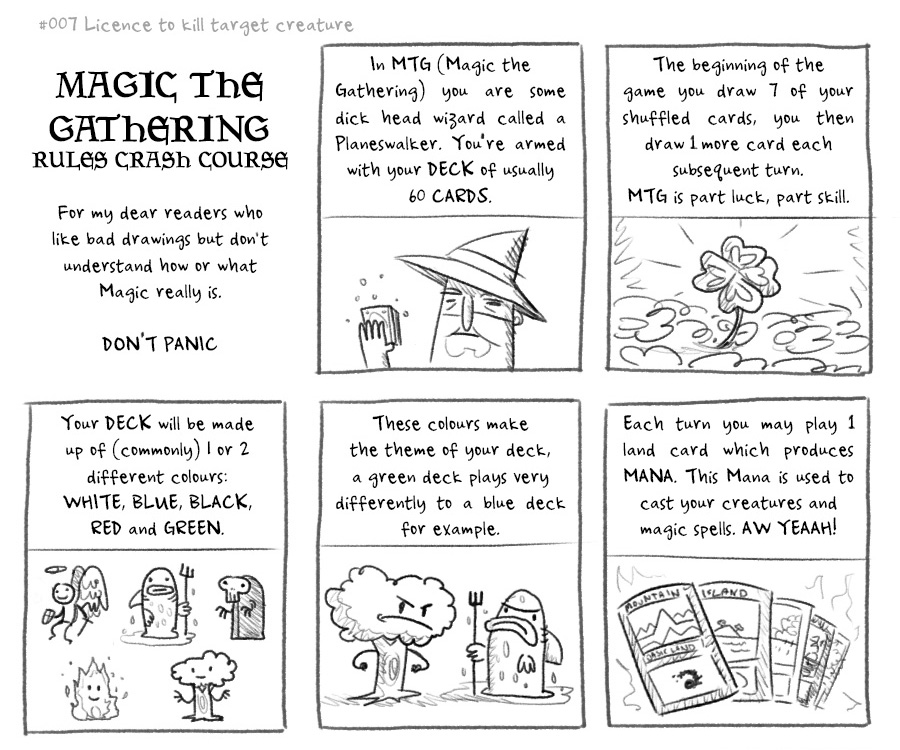 #007 Licence to kill target creature
MAGIC THE
GATHERING
RULES CRASH COURSE
For my dear readers who
like bad drawings but don't
understand how or what
Magic really is.
DON'T PANIC
In MTG (Magic the
Gathering) you are some
dick head wizard called a
Planeswalker. You're armed
with your DECK of usually
60 CARDS.
The beginning of the
game you draw 7 of your
shuffled cards, you then
draw 1 more card each
subsequent turn.
MTG is part luck, part skill.
Your DECK will be made
up of (commonly) 1 or 2
different colours:
WHITE, BLUE, BLACK,
RED and GREEN.
These colours make
the theme of your deck,
a green deck plays very
differently to a blue deck
for example.
Each turn you may play 1
land card which produces
MANA. This Mana is used to
cast your creatures and
magic spells. AW YEAAH!
MOUNTAIN
BASIC LAND
ISLAND